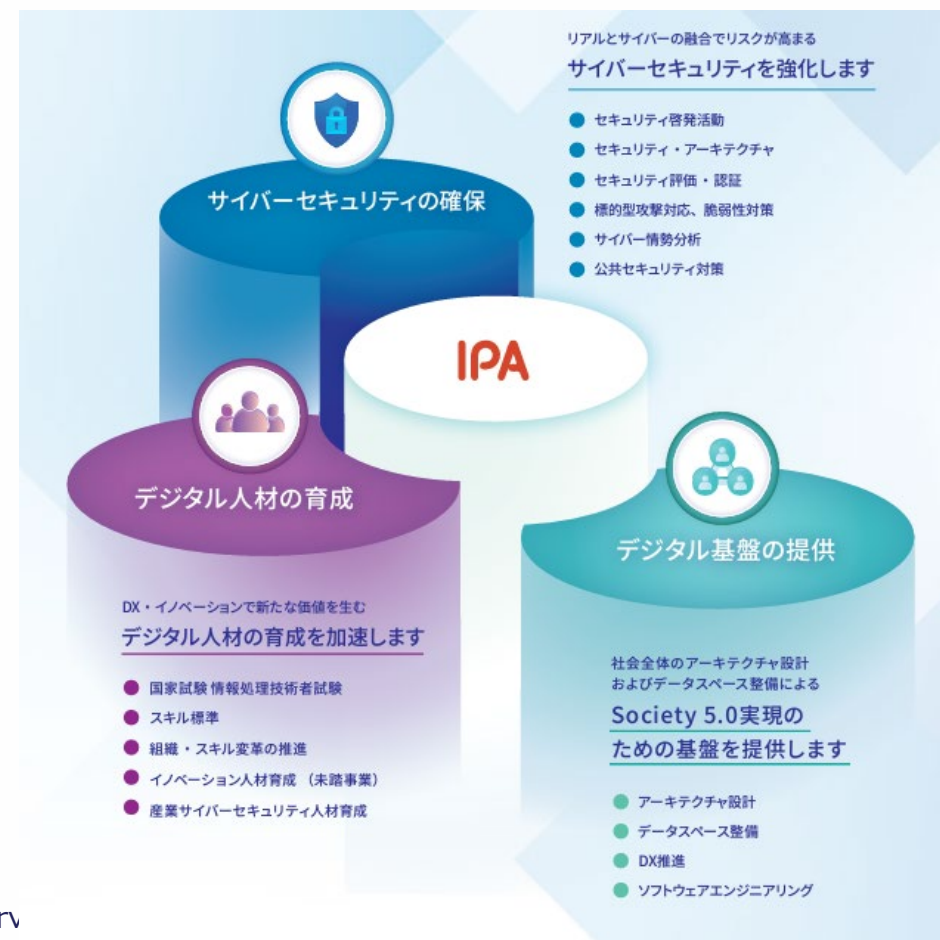 リアルとサイバーの融合でリスクが高まる
サイバーセキュリティを強化します
セキュリティ啓発活動
セキュリティ・アーキテクチャ
セキュリティ評価・認証
標的型攻撃対応、脆弱性対策
サイバー情勢分析
公共セキュリティ対策
サイバーセキュリティの確保
IPA
デジタル人材の育成
デジタル基盤の提供
DX・イノベーションで新たな価値を生む
デジタル人材の育成を加速します
国家試験 情報処理技術者試験
スキル標準
組織・スキル変革の推進
イノベーション人材育成 （未踏事業）
産業サイバーセキュリティ人材育成
社会全体のアーキテクチャ設計
およびデータスペース整備による
Society 5.0実現の
ための基盤を提供します
アーキテクチャ設計
データスペース整備
DX推進
ソフトウェアエンジニアリング